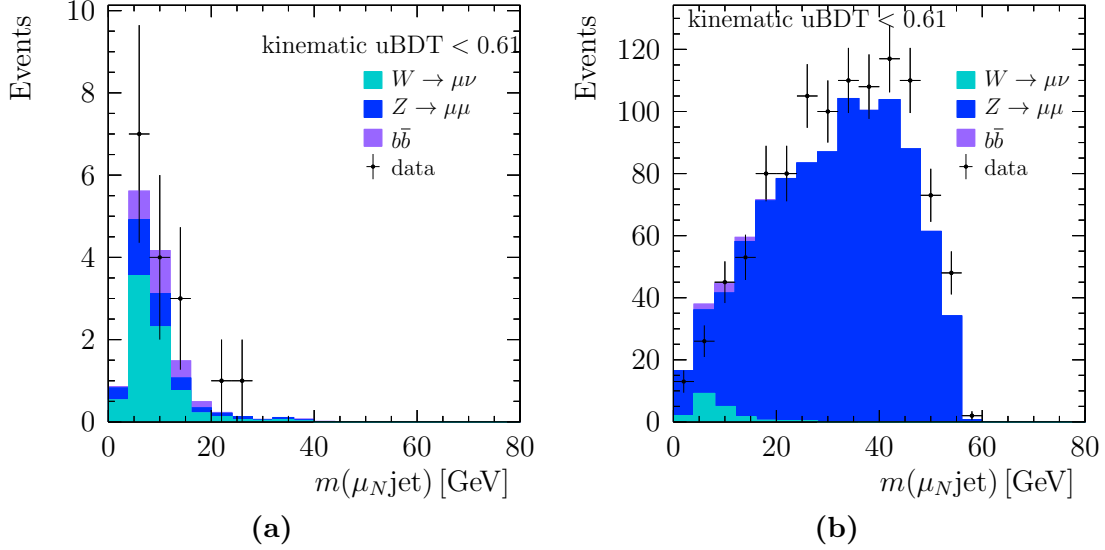 Events
10
8
6
4
2
0
kinematic uBDT < 0.61
W → μν
Z → μμ
bb̄
data
0 20 40 60 80
m(μ_N jet) [GeV]
(a)
Events
120
100
80
60
40
20
0
kinematic uBDT < 0.61
W → μν
Z → μμ
bb̄
data
0 20 40 60 80
m(μ_N jet) [GeV]
(b)